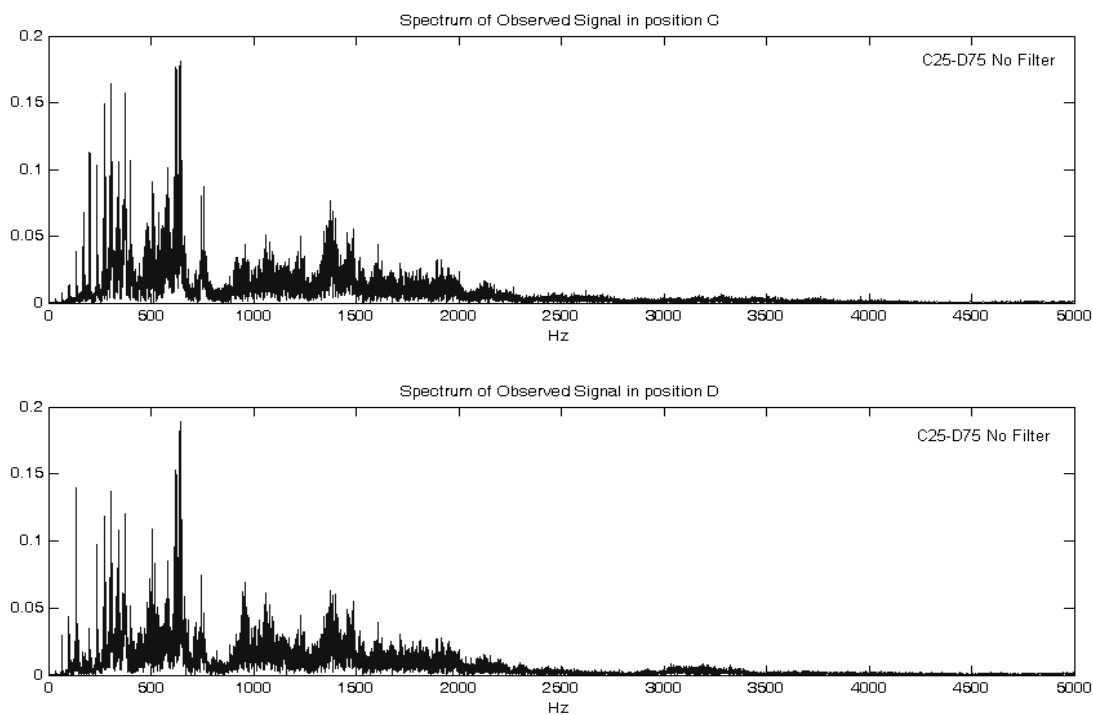 Spectrum of Observed Signal in position C
C25-D75 No Filter
0.2
0.15
0.1
0.05
0
0 500 1000 1500 2000 2500 3000 3500 4000 4500 5000
Hz
Spectrum of Observed Signal in position D
C25-D75 No Filter
0.2
0.15
0.1
0.05
0
0 500 1000 1500 2000 2500 3000 3500 4000 4500 5000
Hz